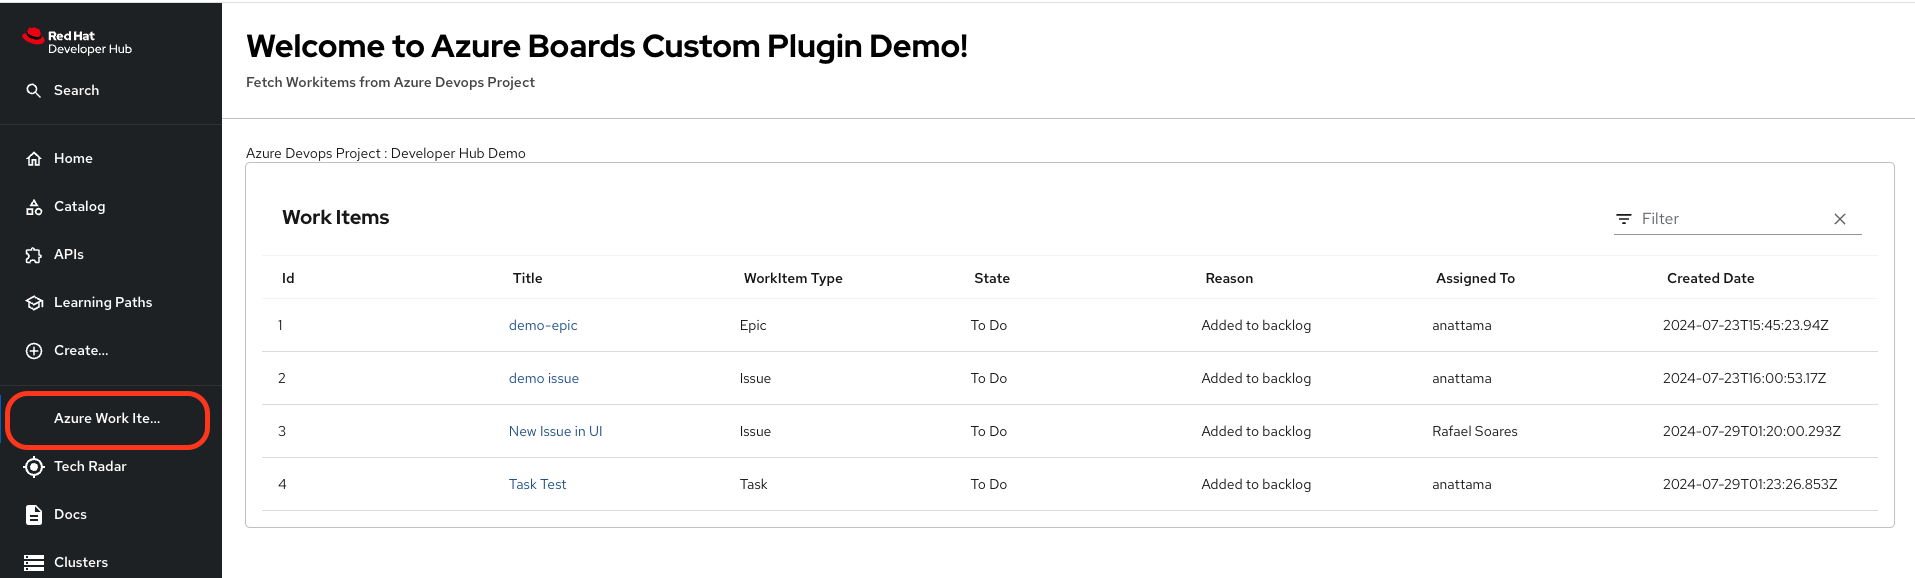 Red Hat
Developer Hub
Search
Home
Catalog
APIs
Learning Paths
Create...
Azure Work Ite...
Tech Radar
Docs
Clusters
Welcome to Azure Boards Custom Plugin Demo!
Fetch Workitems from Azure Devops Project
Azure Devops Project : Developer Hub Demo
Work Items
Filter
Id Title WorkItem Type State Reason Assigned To Created Date
1 demo-epic Epic To Do Added to backlog anattama 2024-07-23T15:45:23.94Z
2 demo issue Issue To Do Added to backlog anattama 2024-07-23T16:00:53.17Z
3 New Issue in UI Issue To Do Added to backlog Rafael Soares 2024-07-29T01:20:00.293Z
4 Task Test Task To Do Added to backlog anattama 2024-07-29T01:23:26.853Z